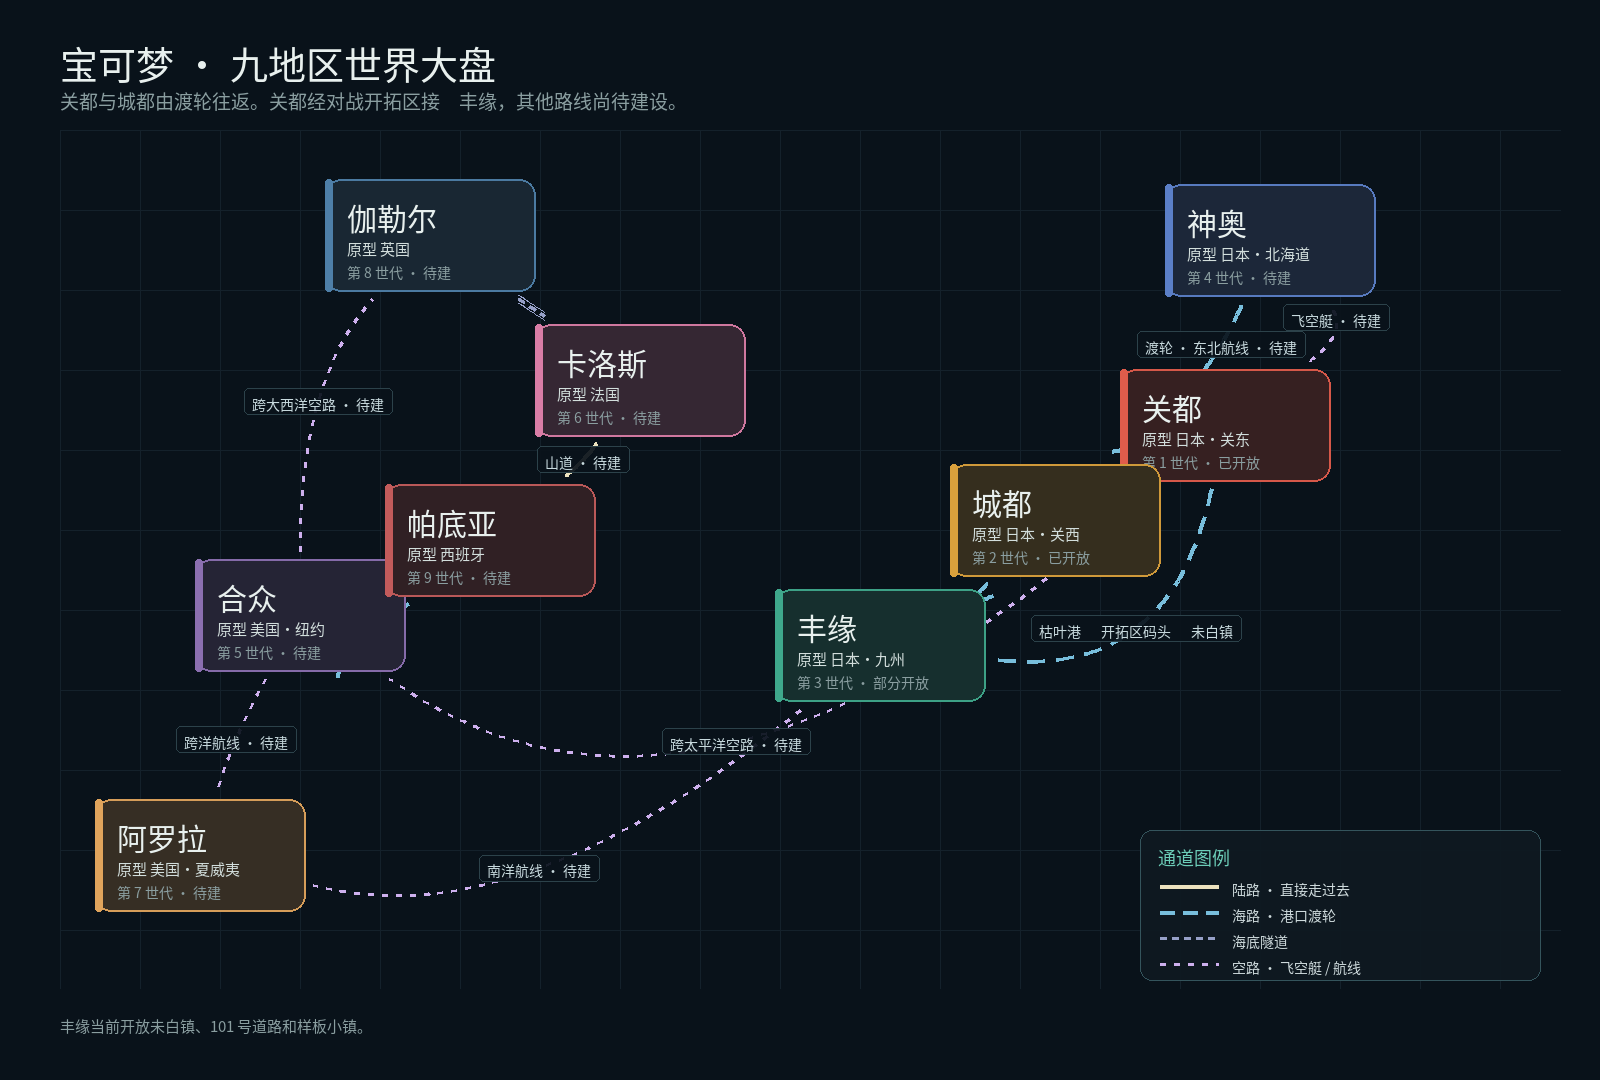 宝可梦 · 九地区世界大盘
关都与城都由渡轮往返。关都经对战开拓区接 丰缘，其他路线尚待建设。
伽勒尔
原型 英国
第 8 世代 · 待建
神奥
原型 日本 · 北海道
第 4 世代 · 待建
飞空艇 · 待建
渡轮 · 东北航线 · 待建
卡洛斯
原型 法国
第 6 世代 · 待建
跨大西洋空路 · 待建
关都
原型 日本 · 关东
第 1 世代 · 已开放
山道 · 待建
帕底亚
原型 西班牙
第 9 世代 · 待建
城都
原型 日本 · 关西
第 2 世代 · 已开放
合众
原型 美国 · 纽约
第 5 世代 · 待建
丰缘
原型 日本 · 九州
第 3 世代 · 部分开放
枯叶港 开拓区码头 未白镇
跨洋航线 · 待建
跨太平洋空路 · 待建
阿罗拉
原型 美国 · 夏威夷
第 7 世代 · 待建
南洋航线 · 待建
通道图例
陆路 · 直接走过去
海路 · 港口渡轮
海底隧道
空路 · 飞空艇 / 航线
丰缘当前开放未白镇、101 号道路和样板小镇。